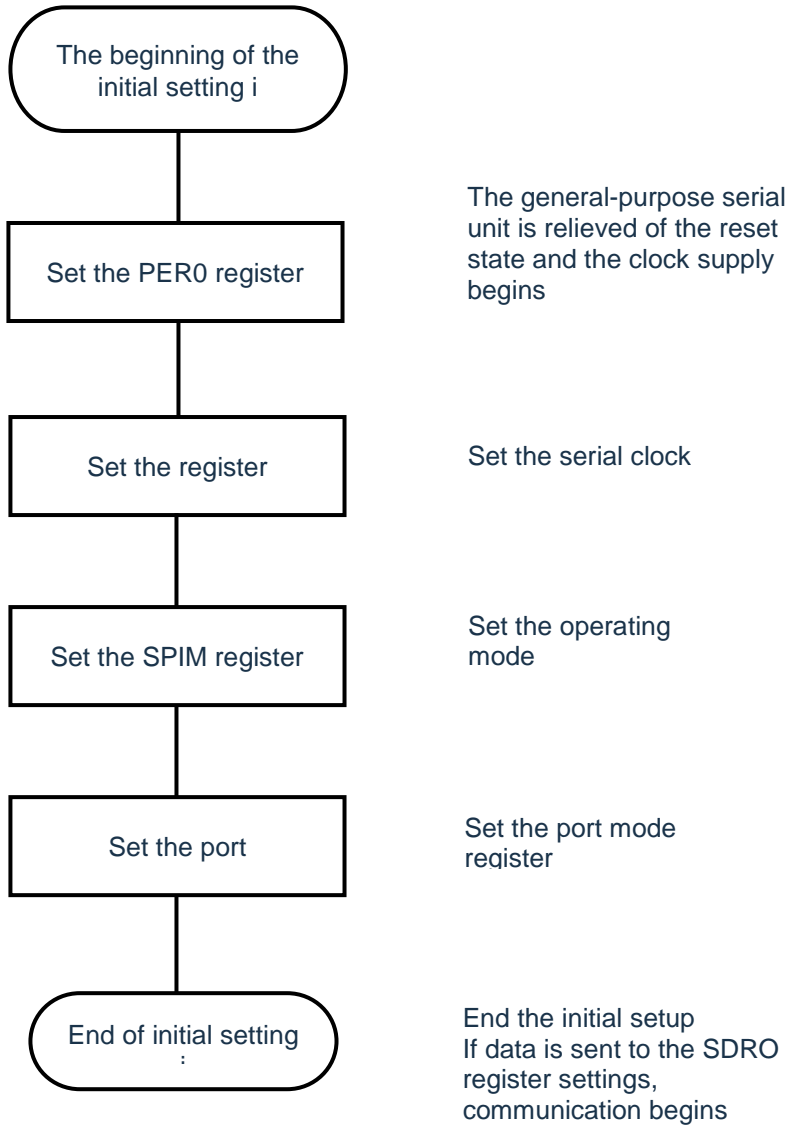 The beginning of the
initial setting i
The general-purpose serial
unit is relieved of the reset
state and the clock supply
begins
Set the PER0 register
Set the register
Set the serial clock
Set the SPIM register
Set the operating
mode
Set the port
Set the port mode
register
End of initial setting
:
End the initial setup
If data is sent to the SDRO
register settings,
communication begins